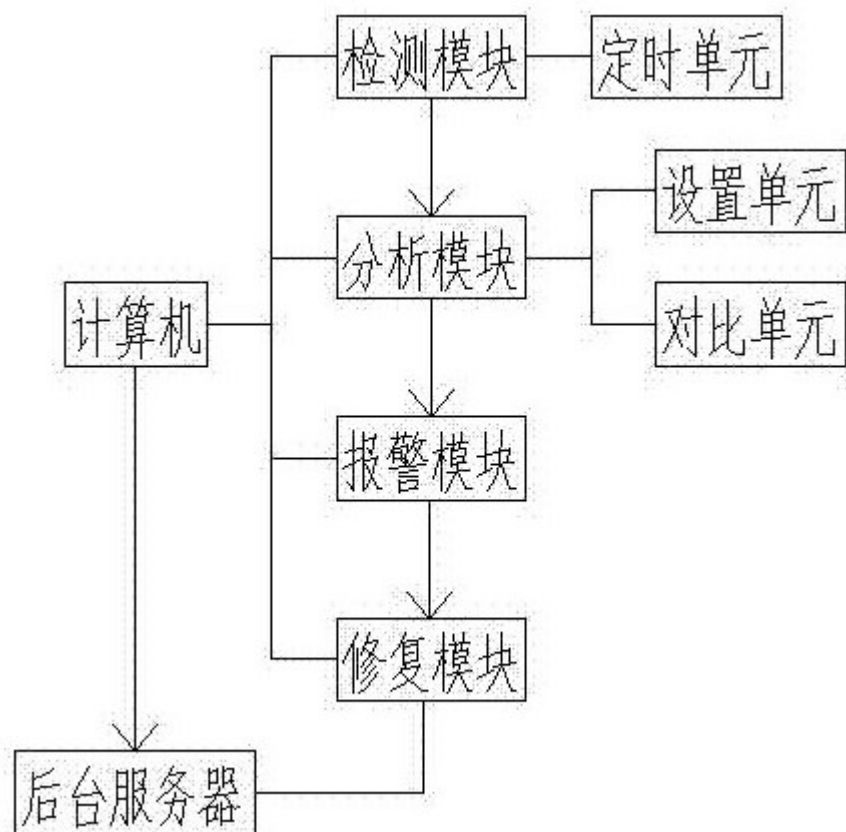 检测模块
定时单元
设置单元
分析模块
计算机
对比单元
报警模块
修复模块
后台服务器